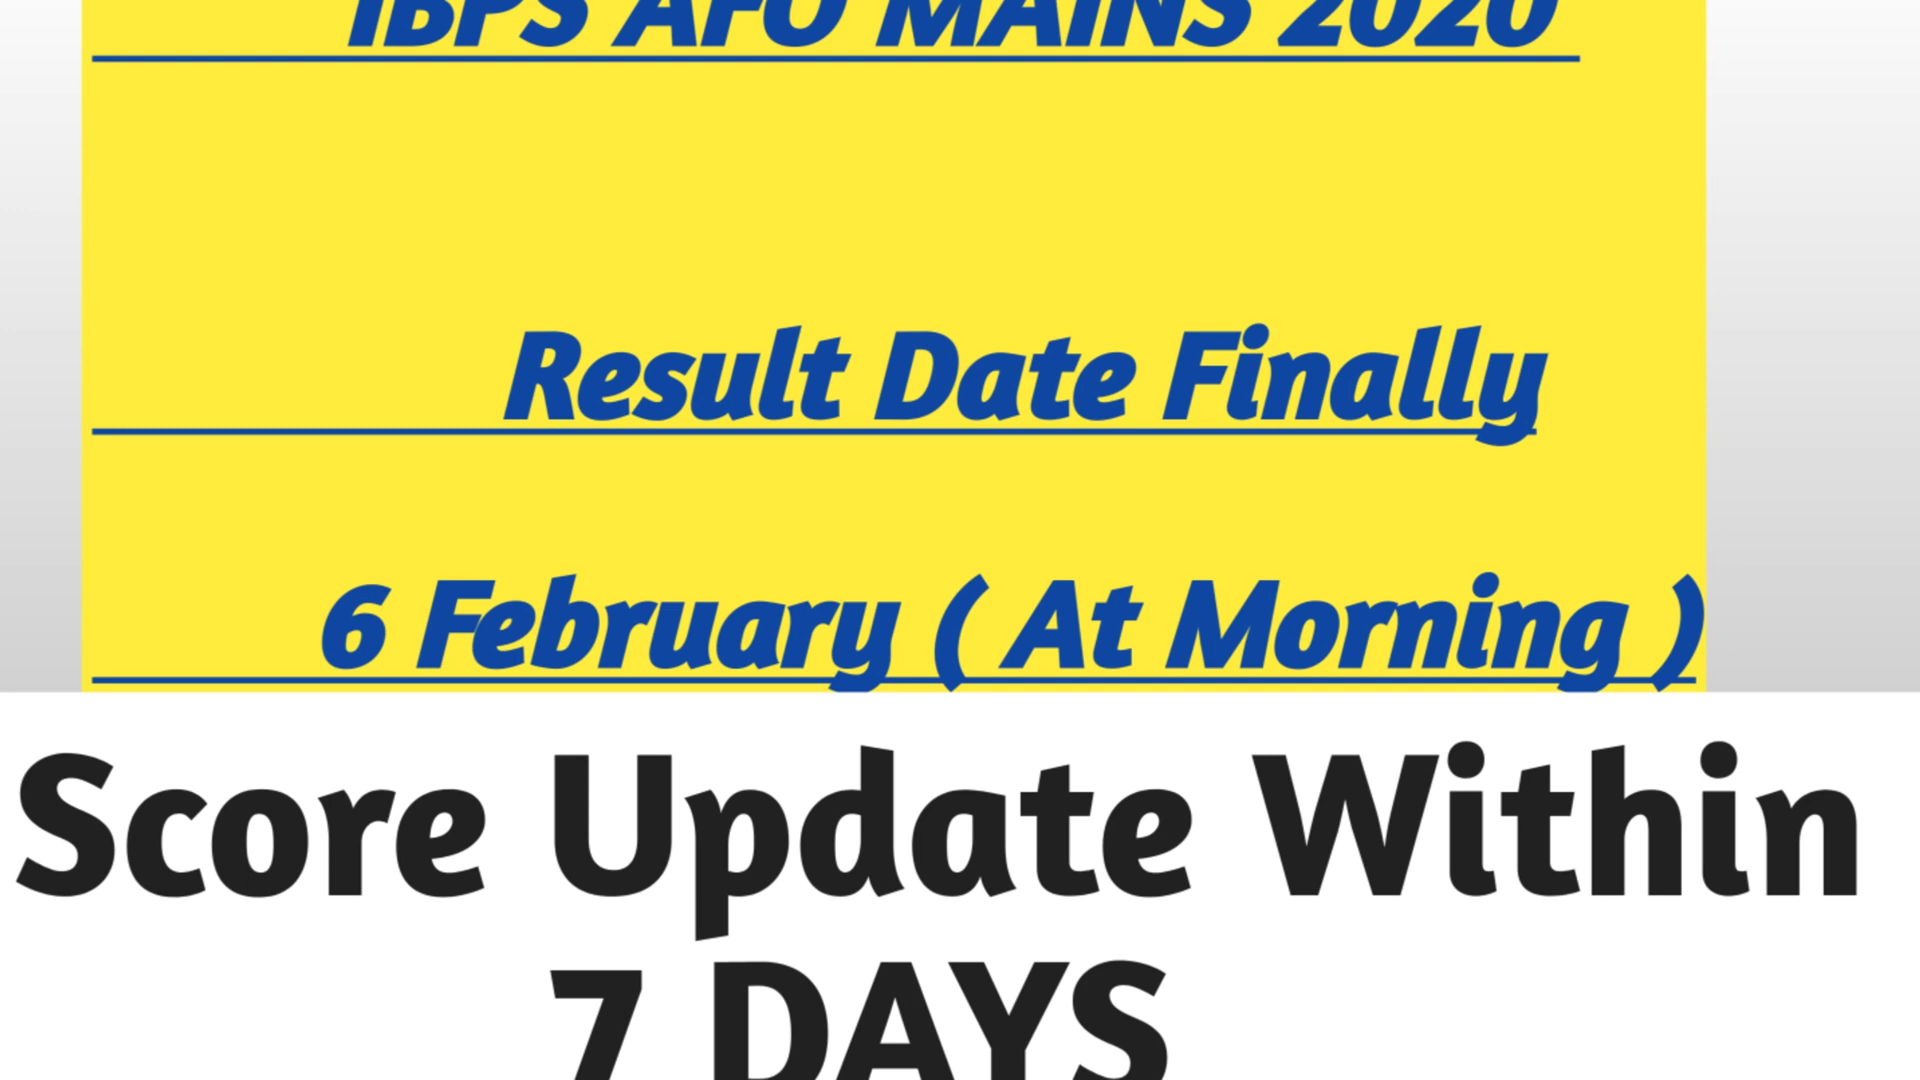 IBPS AFO MAINS 2020
Result Date Finally
6 February ( At Morning )
Score Update Within
7 DAYS